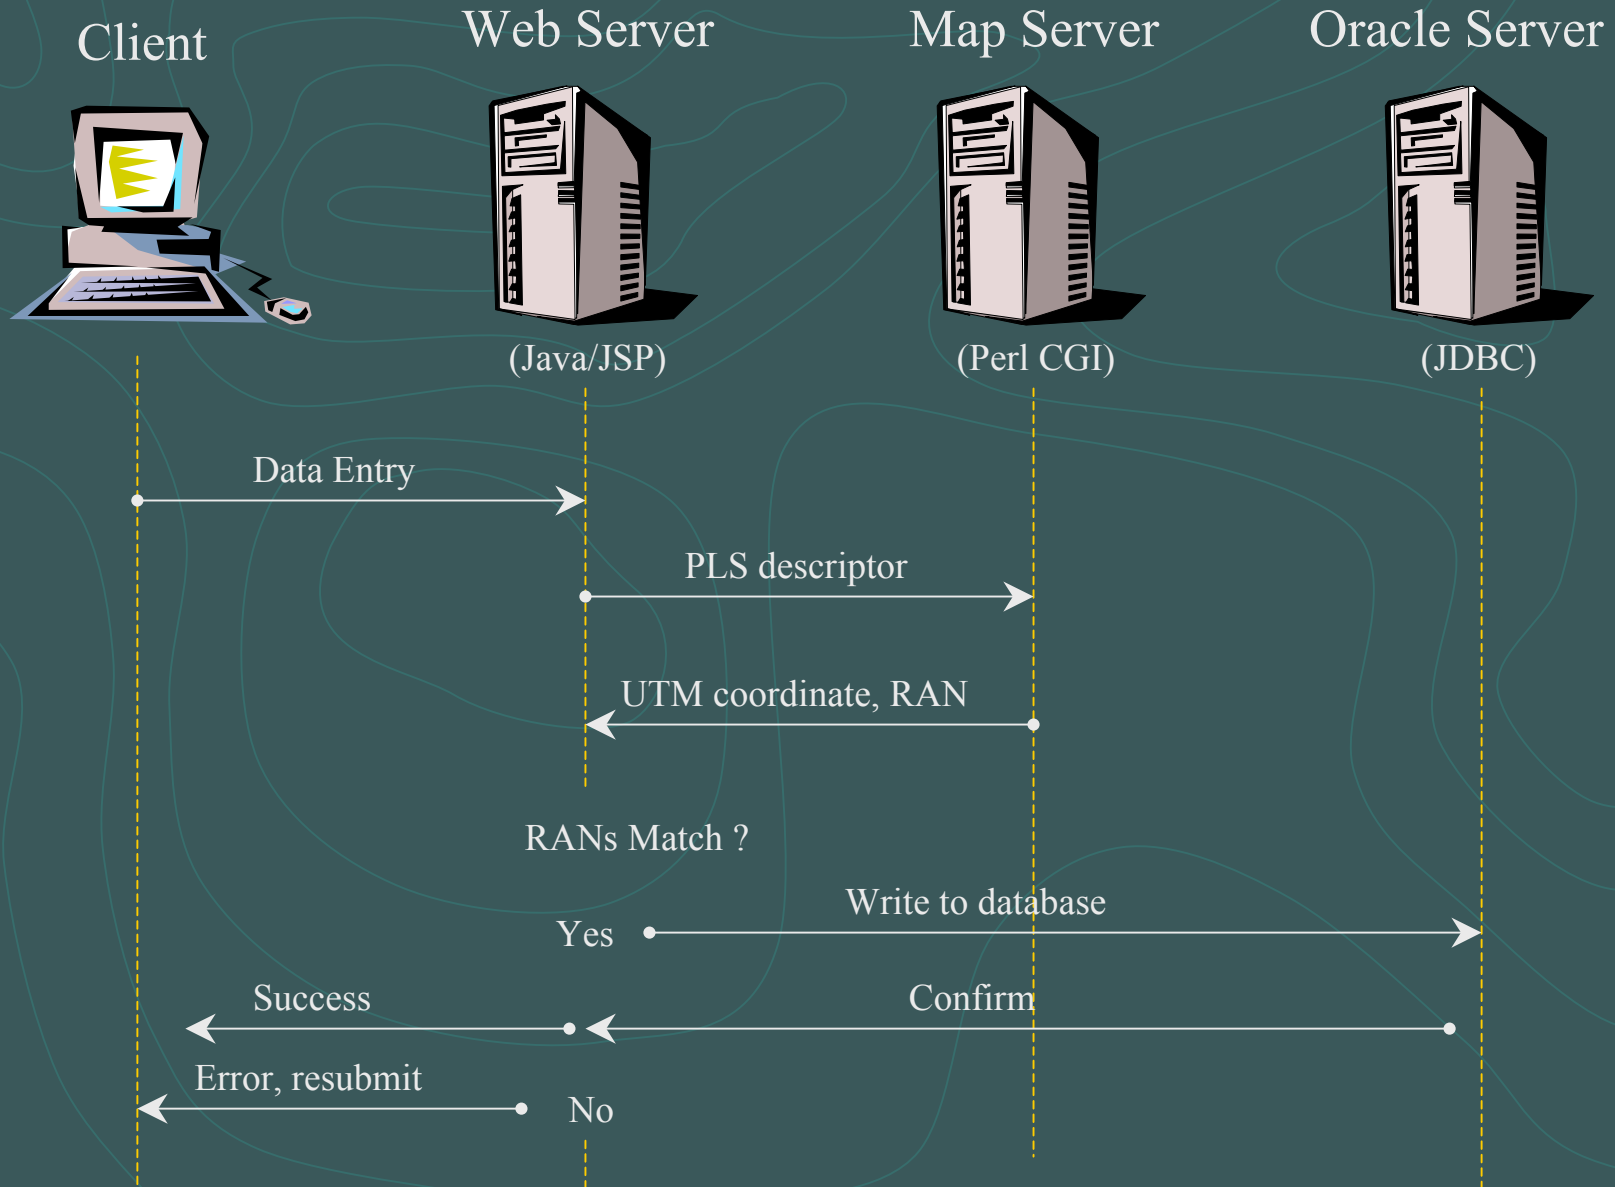 Client
Web Server
Map Server
Oracle Server
(Java/JSP)
(Perl CGI)
(JDBC)
Data Entry
PLS descriptor
UTM coordinate, RAN
RANs Match ?
Write to database
Yes
Success
Confirm
Error, resubmit
No